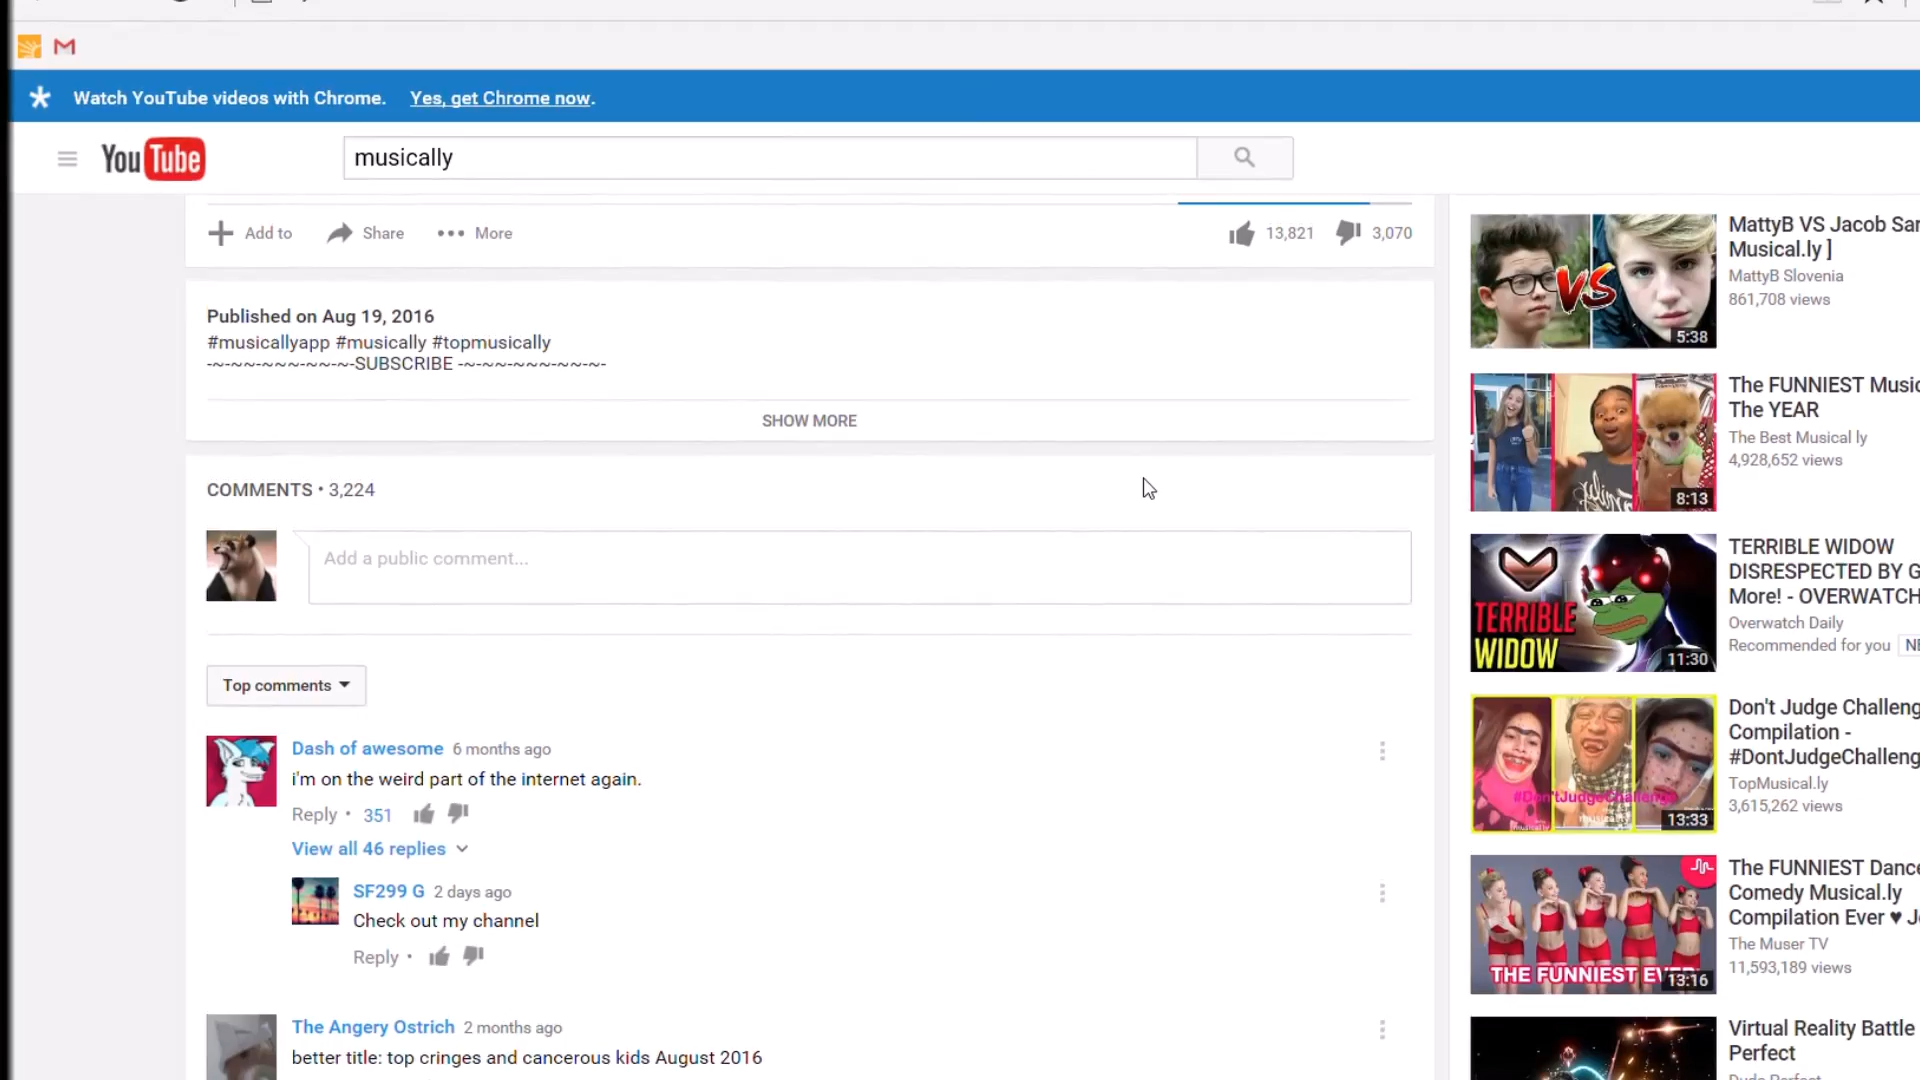 Watch YouTube videos with Chrome. Yes, get Chrome now.
YouTube
musically
Add to Share More 13,821 3,070
Published on Aug 19, 2016
#musicallyapp #musically #topmusically
-~-~~-~~~-~~-~-SUBSCRIBE -~-~~-~~~-~~-~-
SHOW MORE
COMMENTS • 3,224
Add a public comment...
Top comments
Dash of awesome 6 months ago
i'm on the weird part of the internet again.
Reply • 351
View all 46 replies
SF299 G 2 days ago
Check out my channel
Reply •
The Angery Ostrich 2 months ago
better title: top cringes and cancerous kids August 2016
VS
5:38
MattyB VS Jacob Sar
Musical.ly ]
MattyB Slovenia
861,708 views
8:13
The FUNNIEST Music
The YEAR
The Best Musical ly
4,928,652 views
TERRIBLE
WIDOW
11:30
TERRIBLE WIDOW
DISRESPECTED BY G
More! - OVERWATCH
Overwatch Daily
Recommended for you NE
#Don'tJudgeChallenge
13:33
Don't Judge Challeng
Compilation -
#DontJudgeChalleng
TopMusical.ly
3,615,262 views
THE FUNNIEST EVER
13:16
The FUNNIEST Dance
Comedy Musical.ly
Compilation Ever ♥ J
The Muser TV
11,593,189 views
Virtual Reality Battle
Perfect
Dude Perfect